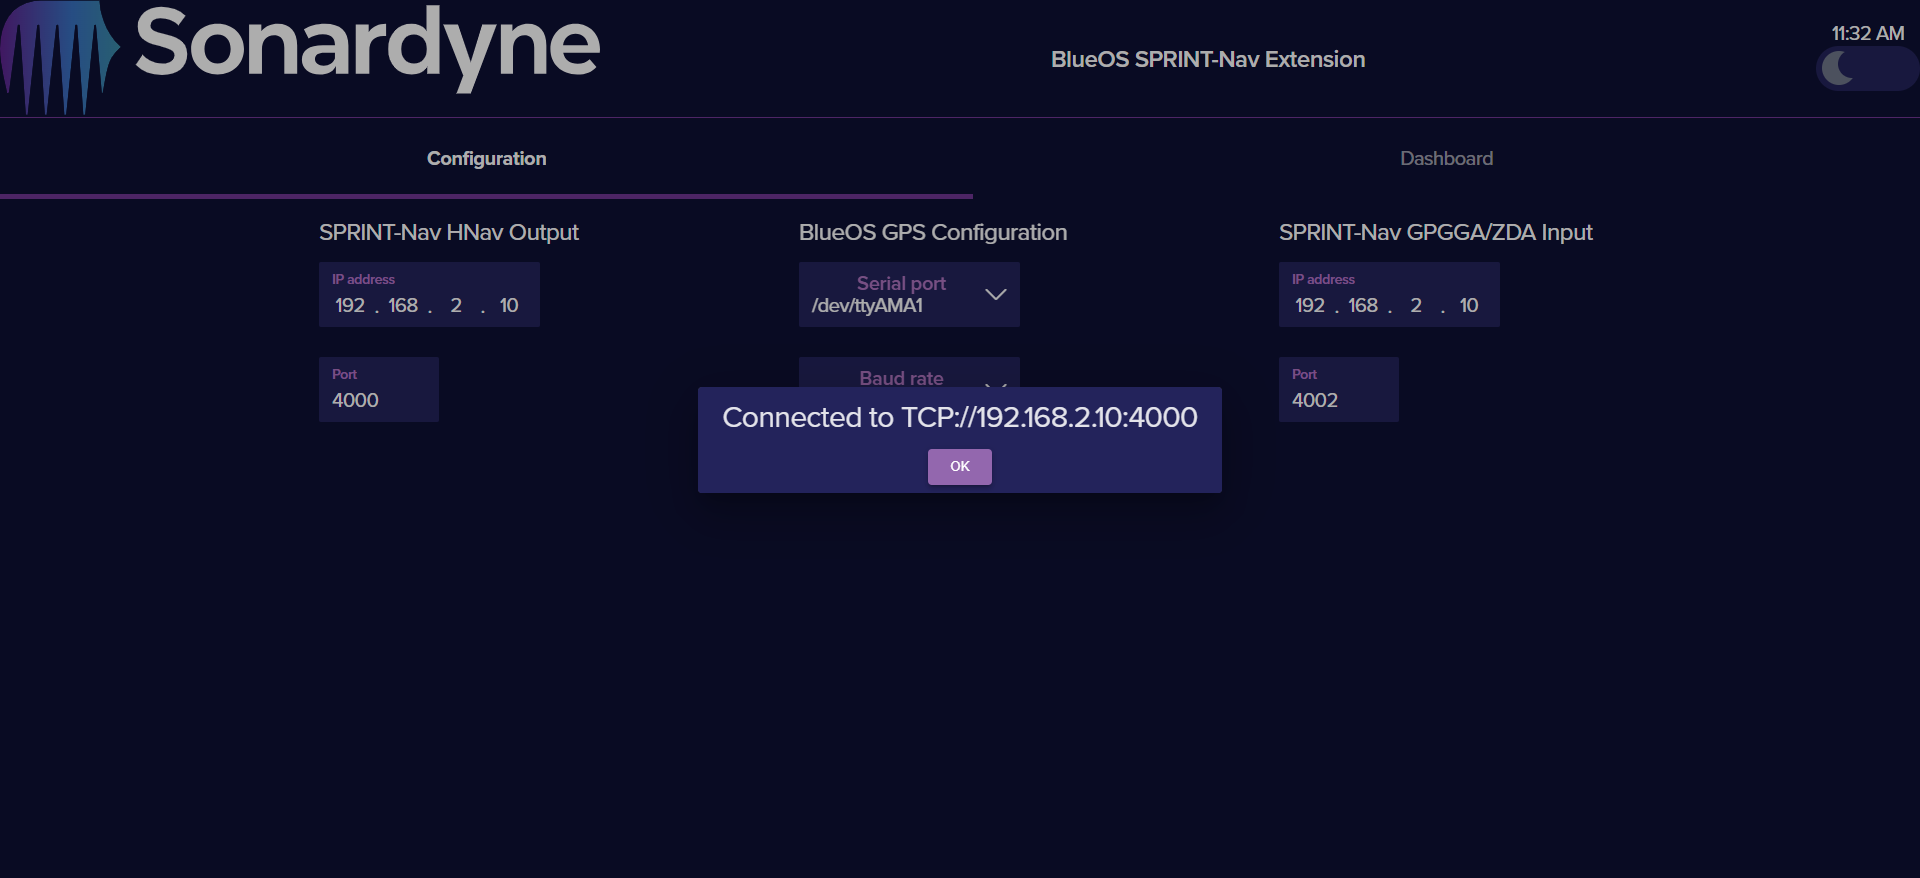 Sonardyne
BlueOS SPRINT-Nav Extension
11:32 AM
Configuration
Dashboard
SPRINT-Nav HNav Output
BlueOS GPS Configuration
SPRINT-Nav GPGGA/ZDA Input
IP address
192 . 168 . 2 . 10
Serial port
/dev/ttyAMA1
IP address
192 . 168 . 2 . 10
Port
4000
Baud rate
Port
4002
Connected to TCP://192.168.2.10:4000
OK